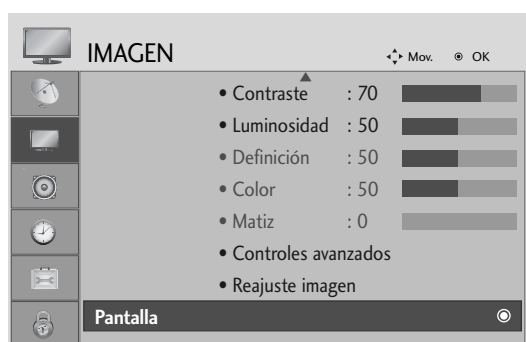 IMAGEN Mov. OK
• Contraste : 70
• Luminosidad : 50
• Definición : 50
• Color : 50
• Matiz : 0
• Controles avanzados
• Reajuste imagen
Pantalla